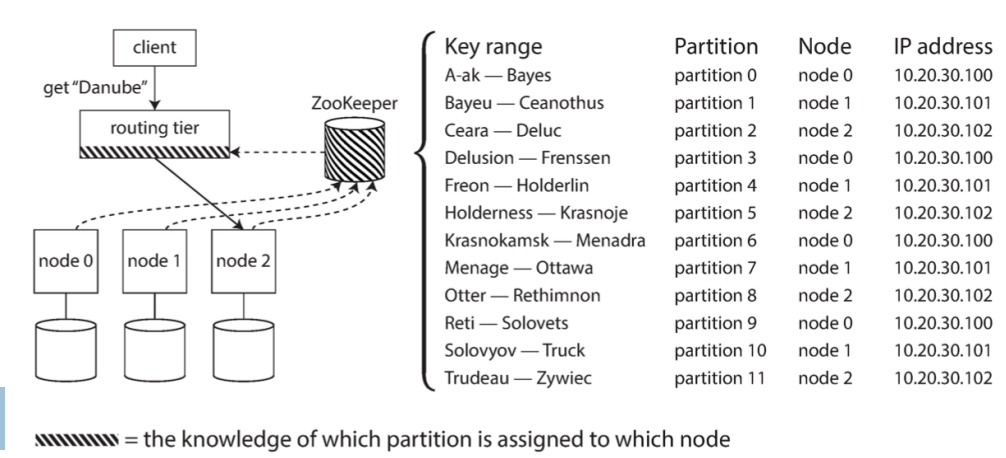 client
get “Danube”
routing tier
ZooKeeper
node 0 node 1 node 2
Key range Partition Node IP address
A-ak — Bayes partition 0 node 0 10.20.30.100
Bayeu — Ceanothus partition 1 node 1 10.20.30.101
Ceara — Deluc partition 2 node 2 10.20.30.102
Delusion — Frenssen partition 3 node 0 10.20.30.100
Freon — Holderlin partition 4 node 1 10.20.30.101
Holderness — Krasnoje partition 5 node 2 10.20.30.102
Krasnokamsk — Menadra partition 6 node 0 10.20.30.100
Menage — Ottawa partition 7 node 1 10.20.30.101
Otter — Rethimnon partition 8 node 2 10.20.30.102
Reti — Solovets partition 9 node 0 10.20.30.100
Solovyov — Truck partition 10 node 1 10.20.30.101
Trudeau — Zywiec partition 11 node 2 10.20.30.102
= the knowledge of which partition is assigned to which node